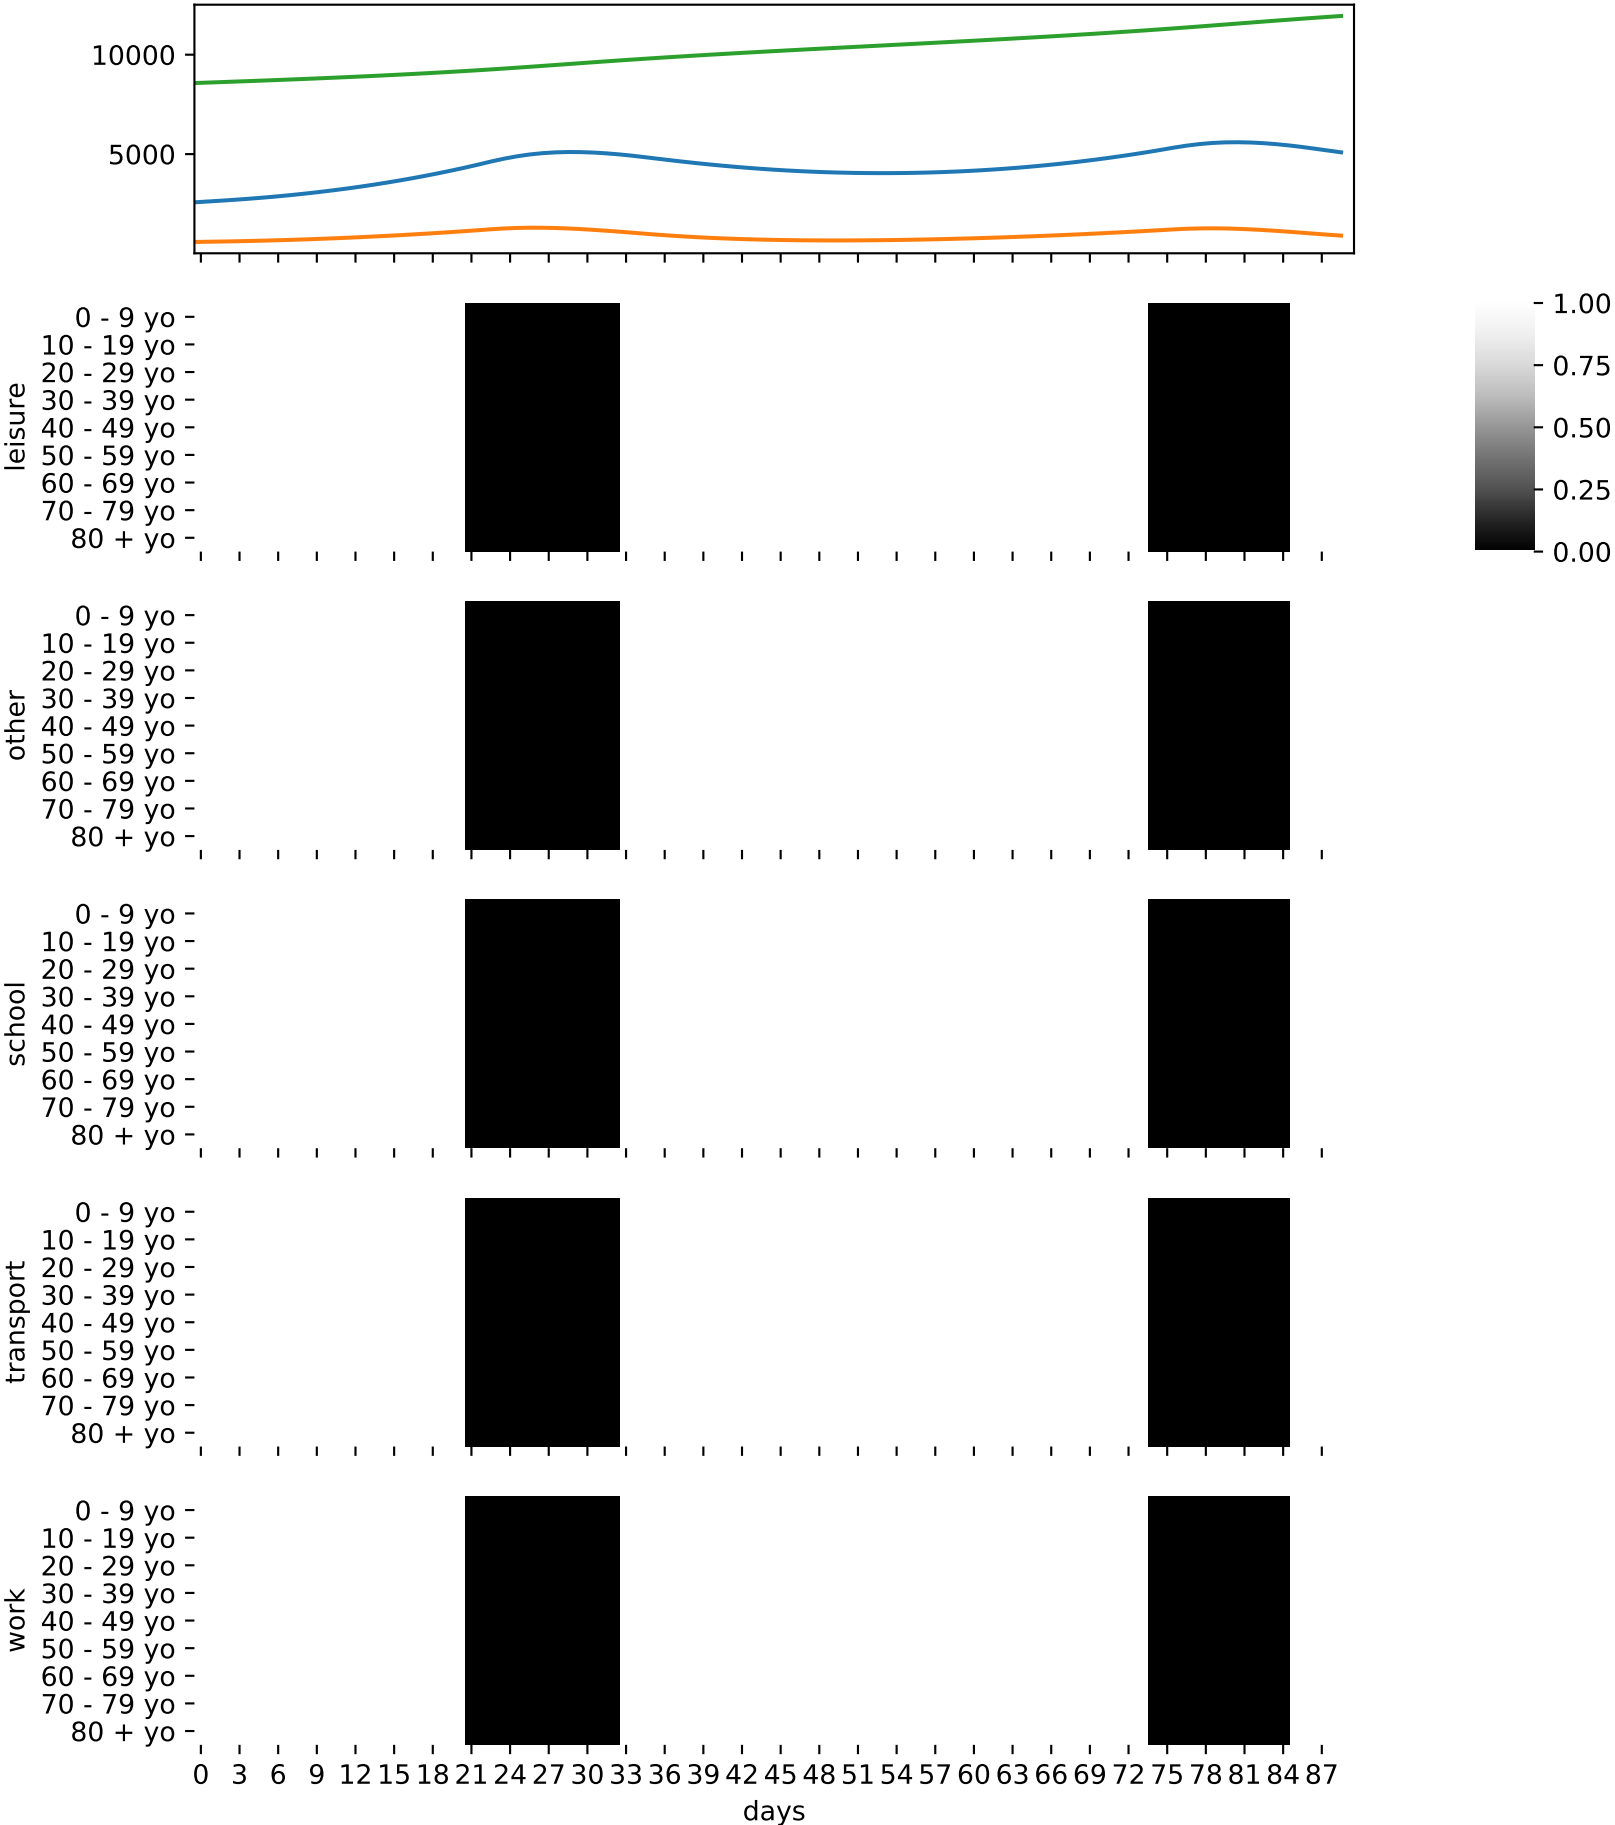 10000
5000
leisure
0 - 9 yo
10 - 19 yo
20 - 29 yo
30 - 39 yo
40 - 49 yo
50 - 59 yo
60 - 69 yo
70 - 79 yo
80 + yo
1.00
0.75
0.50
0.25
0.00
other
0 - 9 yo
10 - 19 yo
20 - 29 yo
30 - 39 yo
40 - 49 yo
50 - 59 yo
60 - 69 yo
70 - 79 yo
80 + yo
school
0 - 9 yo
10 - 19 yo
20 - 29 yo
30 - 39 yo
40 - 49 yo
50 - 59 yo
60 - 69 yo
70 - 79 yo
80 + yo
transport
0 - 9 yo
10 - 19 yo
20 - 29 yo
30 - 39 yo
40 - 49 yo
50 - 59 yo
60 - 69 yo
70 - 79 yo
80 + yo
work
0 - 9 yo
10 - 19 yo
20 - 29 yo
30 - 39 yo
40 - 49 yo
50 - 59 yo
60 - 69 yo
70 - 79 yo
80 + yo
0 3 6 9 12 15 18 21 24 27 30 33 36 39 42 45 48 51 54 57 60 63 66 69 72 75 78 81 84 87
days